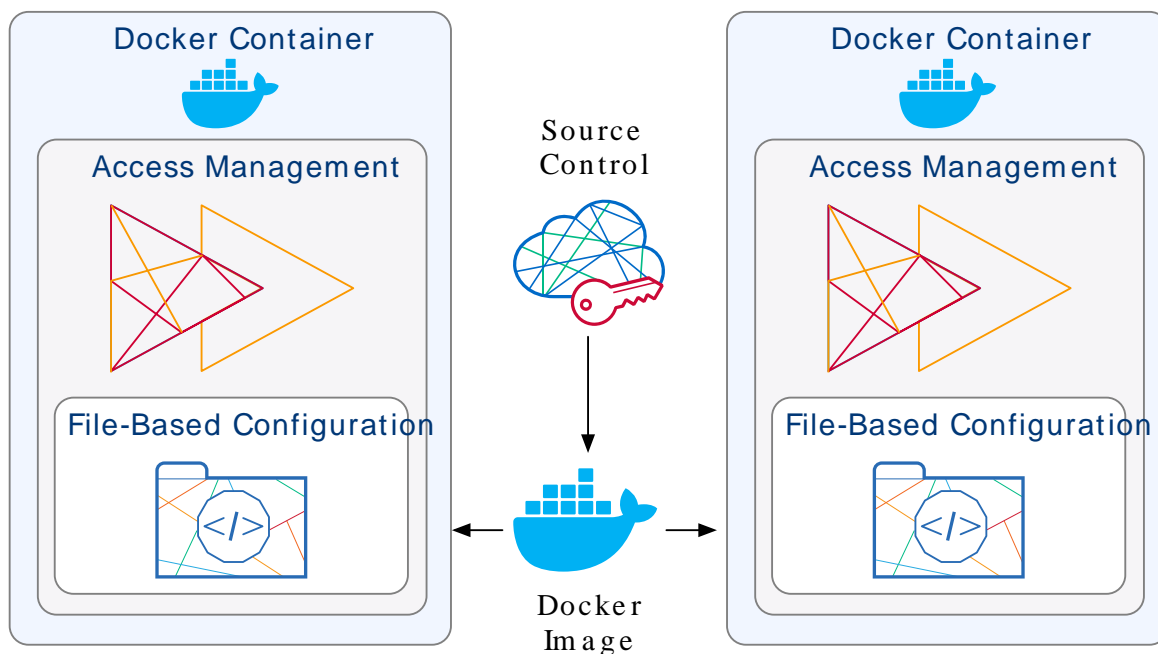 Docker Container
Access Management
File-Based Configuration
</>
Source
Control
Docker
Image
Docker Container
Access Management
File-Based Configuration
</>